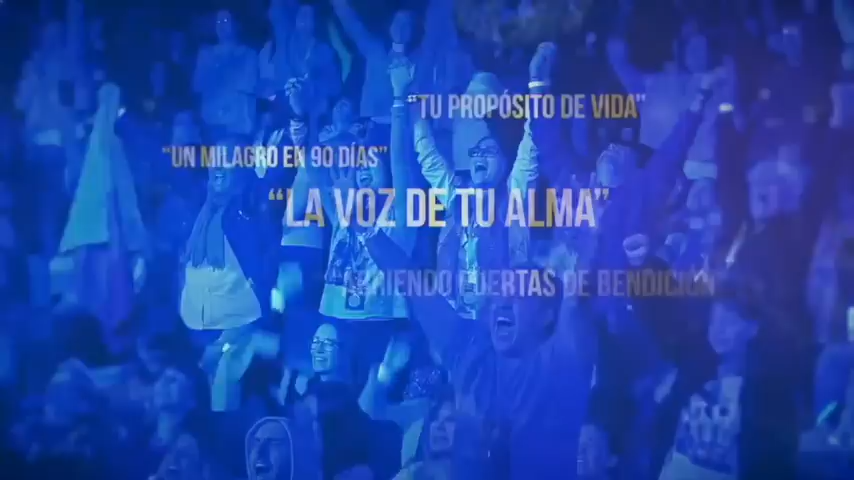 "TU PROPÓSITO DE VIDA"
"UN MILAGRO EN 90 DÍAS"
"LA VOZ DE TU ALMA"
PUERTAS DE BENDICIÓN